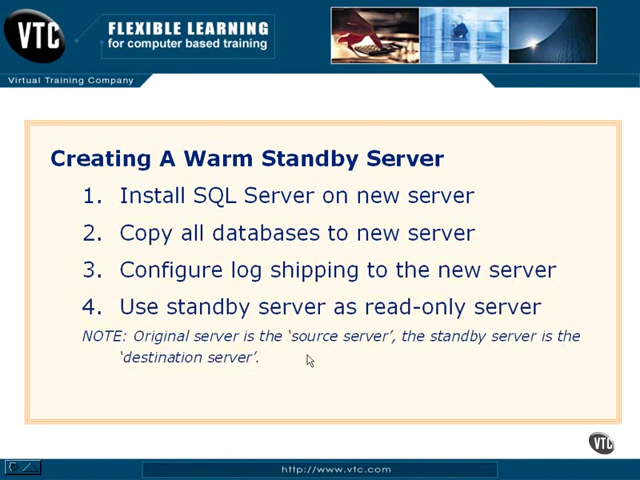 VTC
FLEXIBLE LEARNING
for computer based training
Virtual Training Company
Creating A Warm Standby Server
1. Install SQL Server on new server
2. Copy all databases to new server
3. Configure log shipping to the new server
4. Use standby server as read-only server
NOTE: Original server is the ‘source server’, the standby server is the
‘destination server’.
VTC
http://www.vtc.com